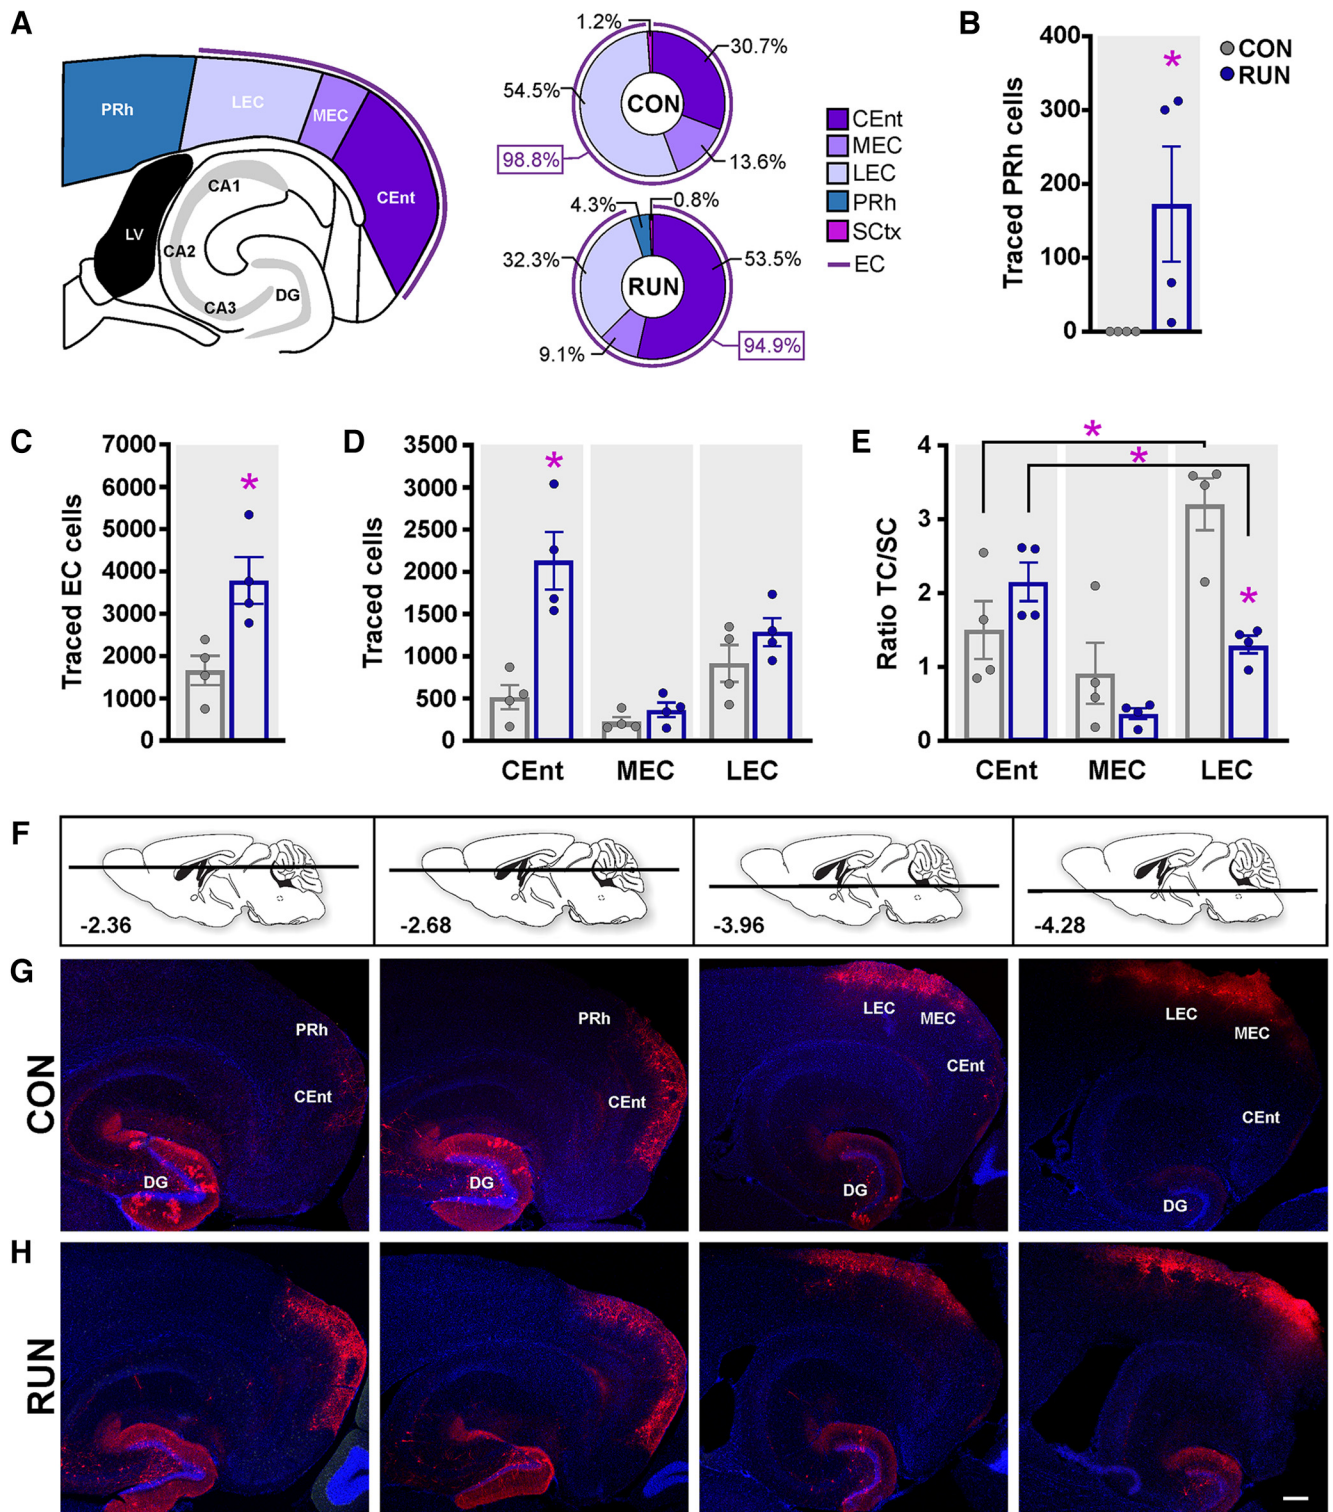 A
PRh
LEC
MEC
CEnt
CA1
CA2
CA3
DG
LV
1.2%
30.7%
54.5%
CON
98.8%
13.6%
4.3%
0.8%
32.3%
53.5%
RUN
9.1%
94.9%
CEnt
MEC
LEC
PRh
SCtx
EC
B
400
300
200
100
0
Traced PRh cells
*
CON
RUN
C
7000
6000
5000
4000
3000
2000
1000
0
Traced EC cells
*
D
3500
3000
2500
2000
1500
1000
500
0
Traced cells
*
CEnt MEC LEC
E
4
3
2
1
0
Ratio TC/SC
*
*
*
CEnt MEC LEC
F
-2.36
-2.68
-3.96
-4.28
G
CON
PRh
CEnt
DG
PRh
CEnt
DG
LEC
MEC
CEnt
DG
LEC
MEC
CEnt
DG
H
RUN